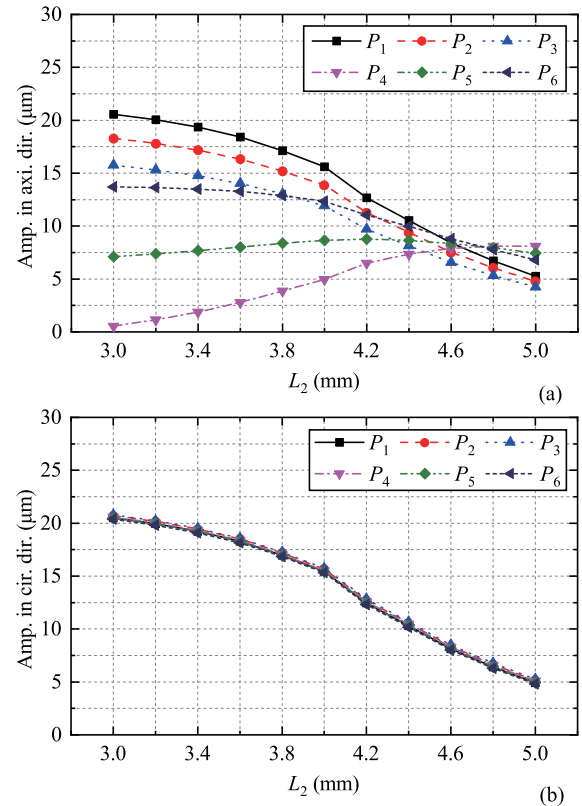 P₁ P₂ P₃
P₄ P₅ P₆
Amp. in axi. dir. (μm)
30
25
20
15
10
5
0
3.0 3.4 3.8 4.2 4.6 5.0
L₂ (mm)
(a)
P₁ P₂ P₃
P₄ P₅ P₆
Amp. in cir. dir. (μm)
30
25
20
15
10
5
0
3.0 3.4 3.8 4.2 4.6 5.0
L₂ (mm)
(b)